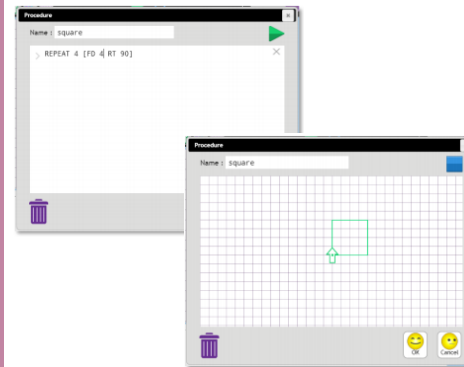 Procedure
Name : square
REPEAT 4 [FD 4 RT 90]
Procedure
Name : square
OK
Cancel